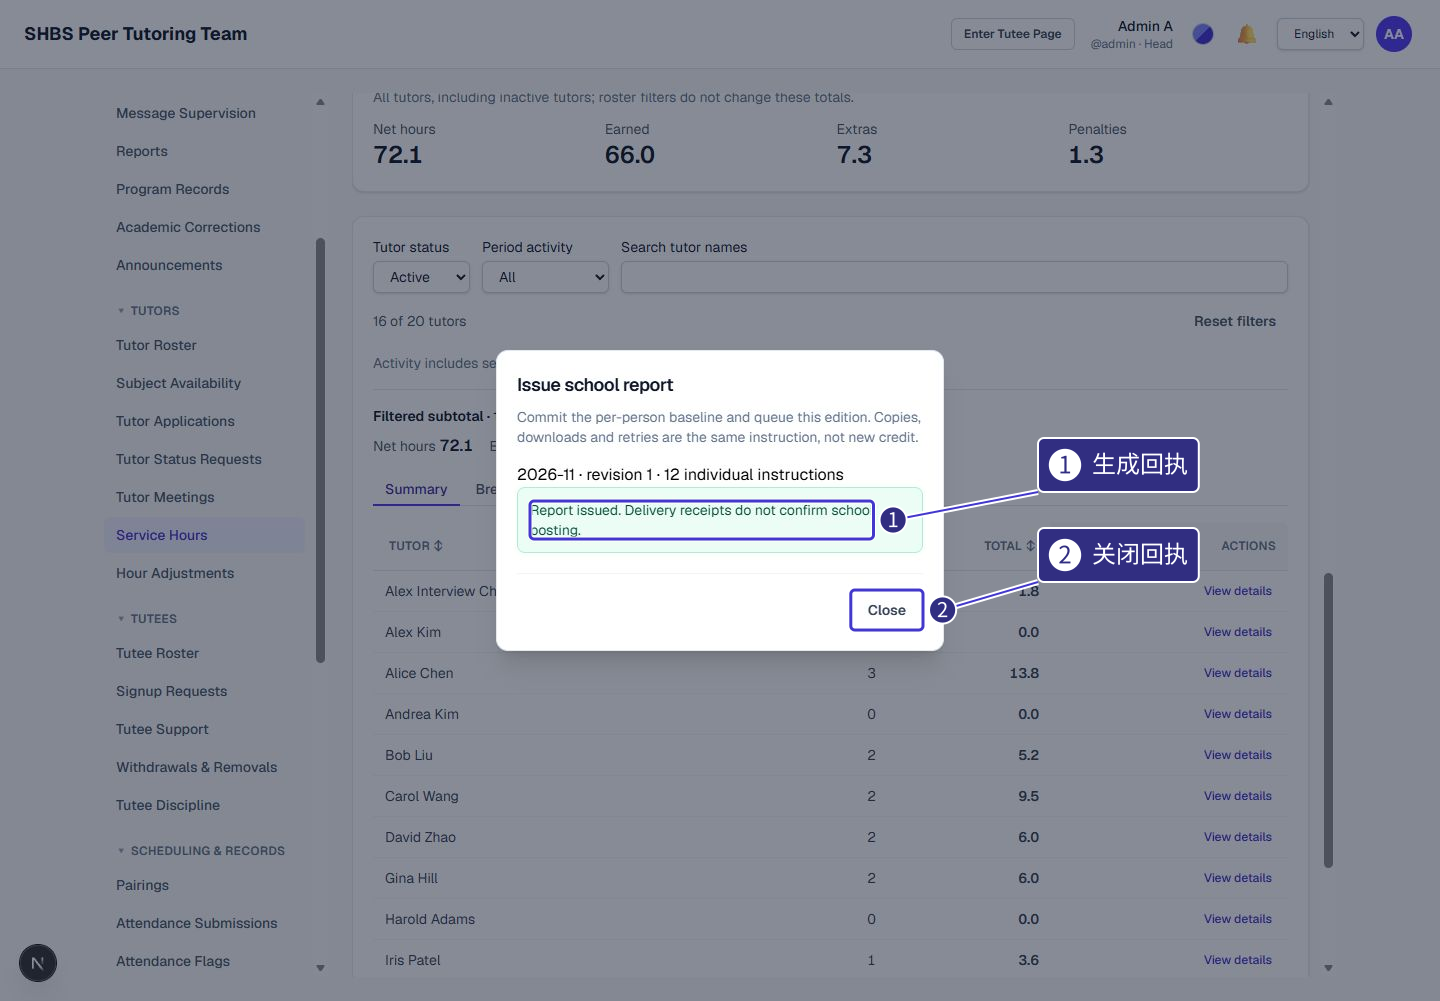 SHBS Peer Tutoring Team
Enter Tutee Page
Admin A
@admin · Head
English
AA
Message Supervision
Reports
Program Records
Academic Corrections
Announcements
TUTORS
Tutor Roster
Subject Availability
Tutor Applications
Tutor Status Requests
Tutor Meetings
Service Hours
Hour Adjustments
TUTEES
Tutee Roster
Signup Requests
Tutee Support
Withdrawals & Removals
Tutee Discipline
SCHEDULING & RECORDS
Pairings
Attendance Submissions
Attendance Flags
N
All tutors, including inactive tutors; roster filters do not change these totals.
Net hours Earned Extras Penalties
72.1 66.0 7.3 1.3
Tutor status Period activity Search tutor names
Active All
16 of 20 tutors Reset filters
Activity includes se
Filtered subtotal ·
Net hours 72.1 E
Summary Bre
TUTOR TOTAL ACTIONS
Alex Interview Ch 1.8 View details
Alex Kim 0.0 View details
Alice Chen 3 13.8 View details
Andrea Kim 0 0.0 View details
Bob Liu 2 5.2 View details
Carol Wang 2 9.5 View details
David Zhao 2 6.0 View details
Gina Hill 2 6.0 View details
Harold Adams 0 0.0 View details
Iris Patel 1 3.6 View details
Issue school report
Commit the per-person baseline and queue this edition. Copies,
downloads and retries are the same instruction, not new credit.
2026-11 · revision 1 · 12 individual instructions
Report issued. Delivery receipts do not confirm schoo
posting.
1
Close
2
1 生成回执
2 关闭回执